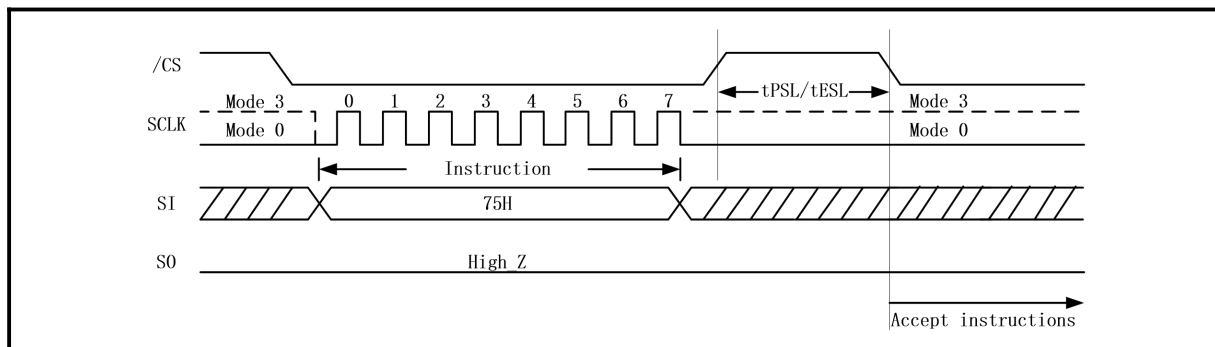 /CS
tPSL/tESL
Mode 3 0 1 2 3 4 5 6 7 Mode 3
SCLK
Mode 0 Mode 0
Instruction
SI 75H
SO High_Z
Accept instructions